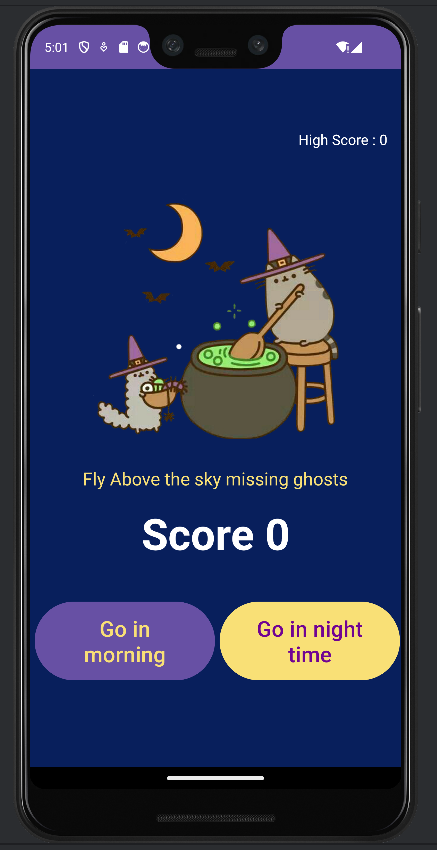 5:01
High Score : 0
Fly Above the sky missing ghosts
Score 0
Go in
morning
Go in night
time